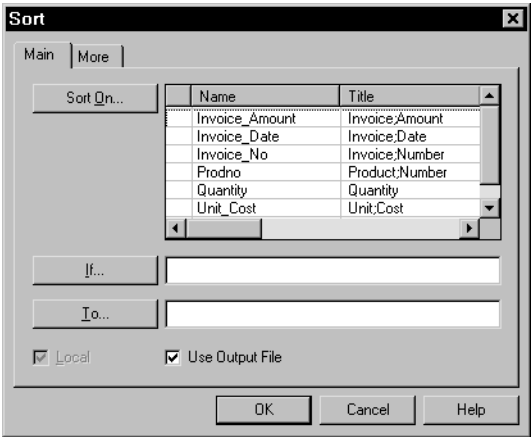 Sort
Main More
Sort On... Name Title
Invoice_Amount Invoice;Amount
Invoice_Date Invoice;Date
Invoice_No Invoice;Number
Prodno Product;Number
Quantity Quantity
Unit_Cost Unit;Cost
If...
To...
Local Use Output File
OK Cancel Help